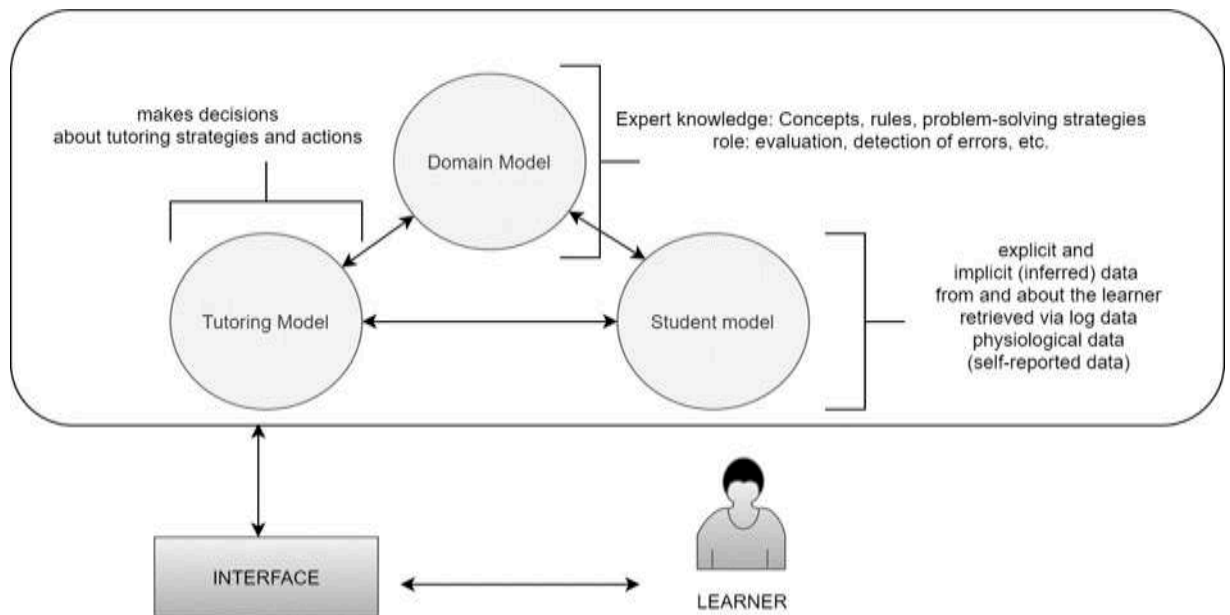 makes decisions
about tutoring strategies and actions
Domain Model
Expert knowledge: Concepts, rules, problem-solving strategies
role: evaluation, detection of errors, etc.
Tutoring Model
Student model
explicit and
implicit (inferred) data
from and about the learner
retrieved via log data
physiological data
(self-reported data)
INTERFACE
LEARNER